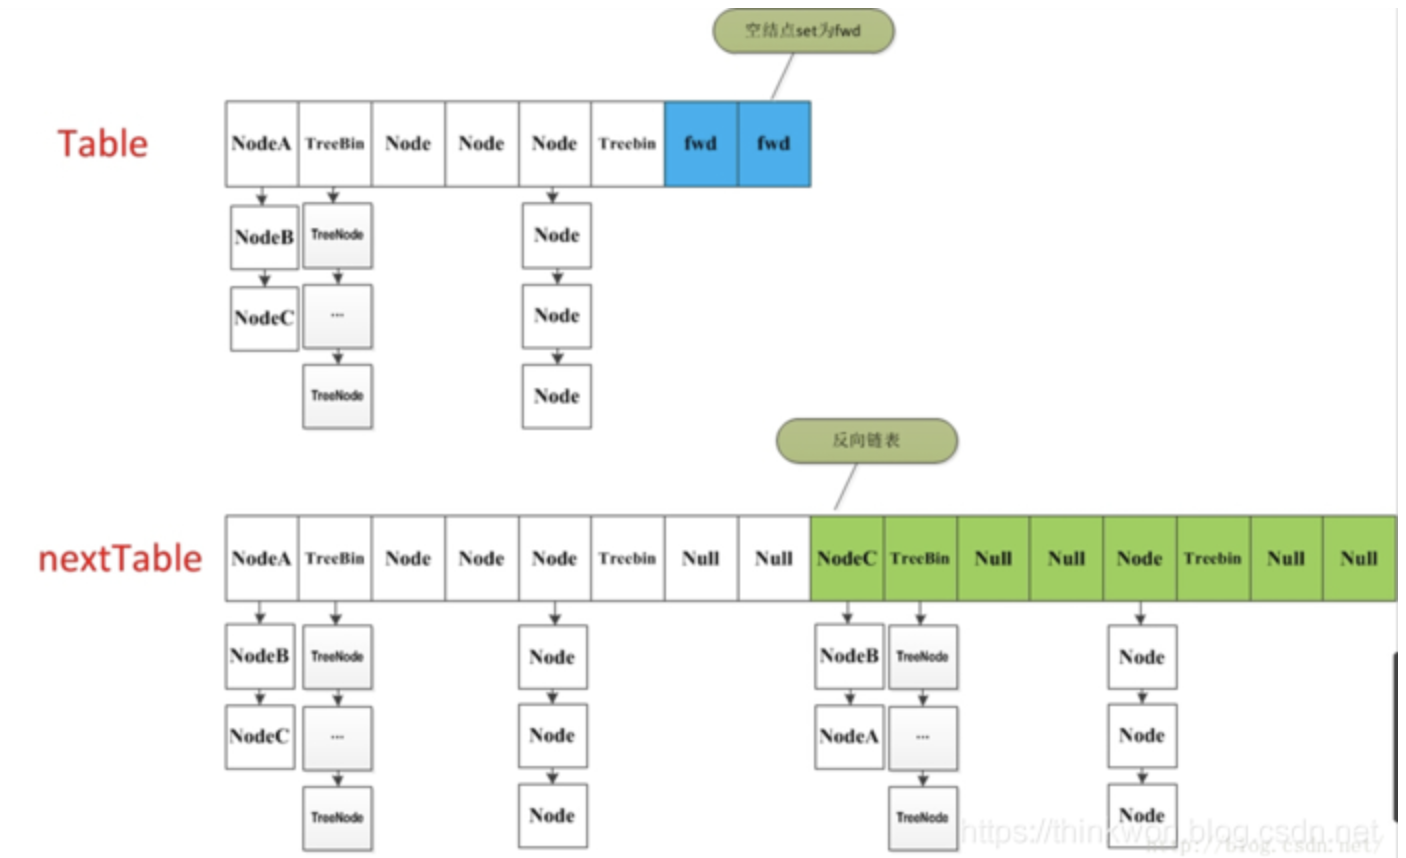 空结点set为fwd
Table
NodeA TreeBin Node Node Node Treebin fwd fwd
NodeB TreeNode Node
NodeC ... Node
TreeNode Node
反向链表
nextTable
NodeA TreeBin Node Node Node Treebin Null Null NodeC TreeBin Null Null Node Treebin Null Null
NodeB TreeNode Node NodeB TreeNode Node
NodeC ... Node NodeA ... Node
TreeNode Node TreeNode Node
https://thinkwon.blog.csdn.net
http://blog.csdn.net/